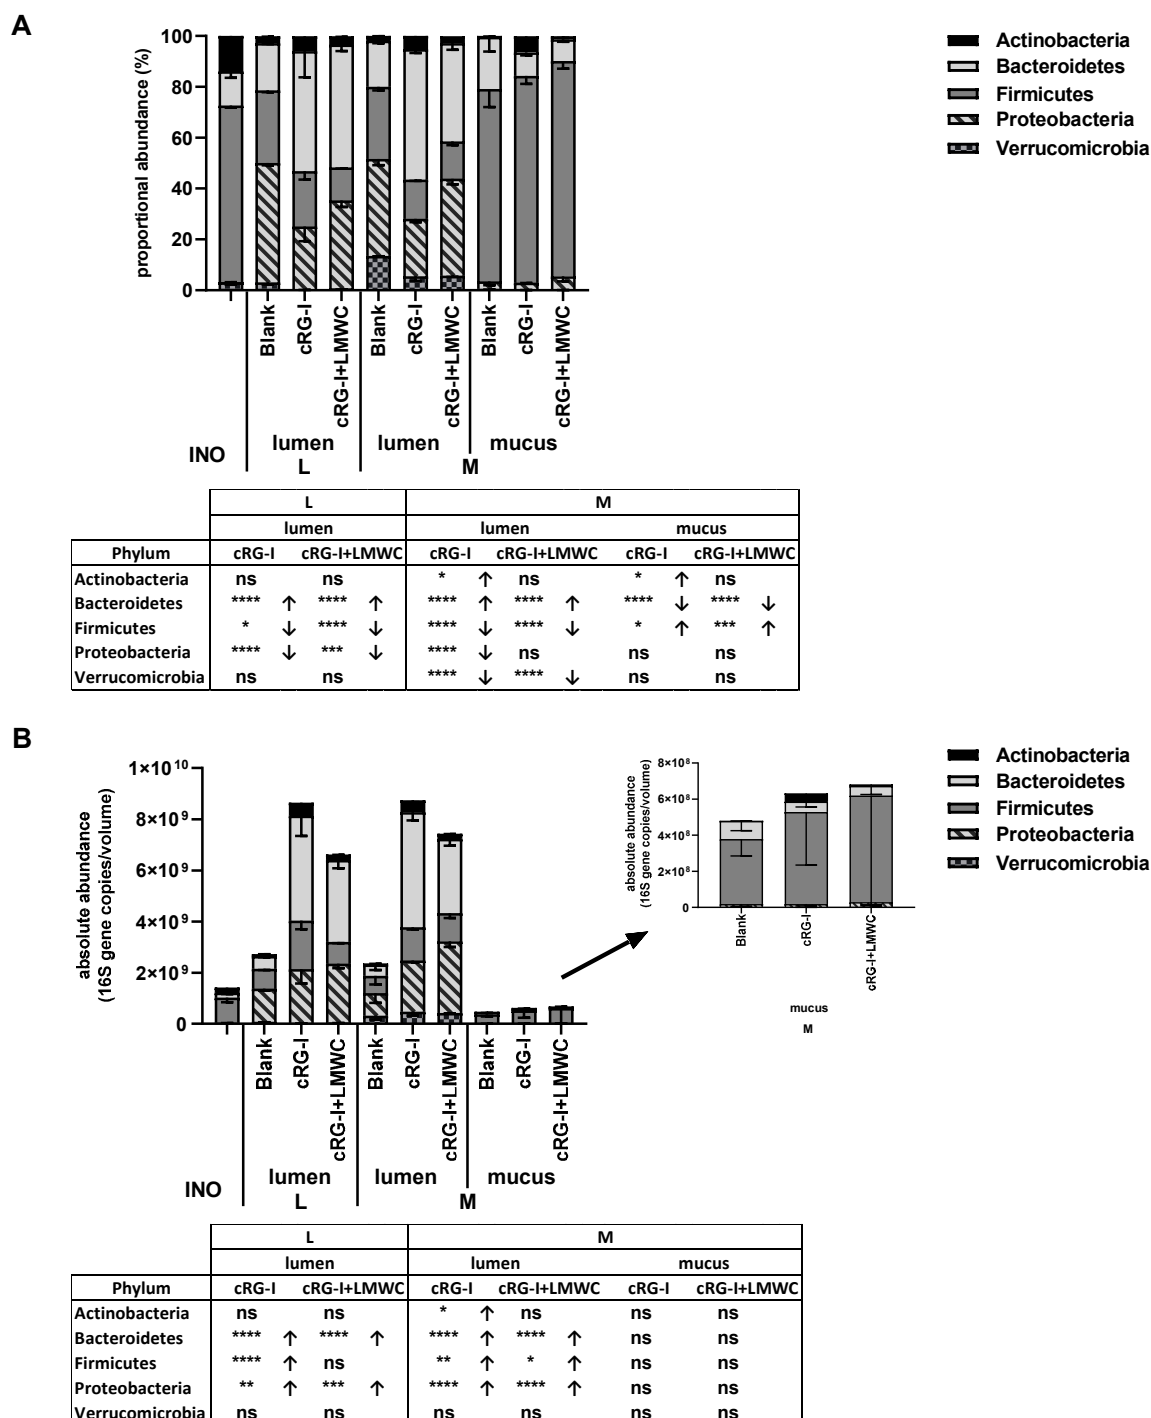 A
proportional abundance (%)
100
80
60
40
20
0
Actinobacteria
Bacteroidetes
Firmicutes
Proteobacteria
Verrucomicrobia
Blank
cRG-I
cRG-I+LMWC
Blank
cRG-I
cRG-I+LMWC
Blank
cRG-I
cRG-I+LMWC
INO
lumen
lumen
mucus
L
M
L M
lumen lumen mucus
Phylum cRG-I cRG-I+LMWC cRG-I cRG-I+LMWC cRG-I cRG-I+LMWC
Actinobacteria ns ns * ↑ ns * ↑ ns
Bacteroidetes **** ↑ **** ↑ **** ↑ **** ↑ **** ↓ **** ↓
Firmicutes * ↓ **** ↓ **** ↓ **** ↓ * ↑ *** ↑
Proteobacteria **** ↓ *** ↓ **** ↓ ns ns ns
Verrucomicrobia ns ns **** ↓ **** ↓ ns ns
B
absolute abundance
(16S gene copies/volume)
1×10¹⁰
8×10⁹
6×10⁹
4×10⁹
2×10⁹
0
absolute abundance
(16S gene copies/volume)
8×10⁸
6×10⁸
4×10⁸
2×10⁸
0
Blank
cRG-I
cRG-I+LMWC
mucus
M
Actinobacteria
Bacteroidetes
Firmicutes
Proteobacteria
Verrucomicrobia
Blank
cRG-I
cRG-I+LMWC
Blank
cRG-I
cRG-I+LMWC
Blank
cRG-I
cRG-I+LMWC
INO
lumen
lumen
mucus
L
M
L M
lumen lumen mucus
Phylum cRG-I cRG-I+LMWC cRG-I cRG-I+LMWC cRG-I cRG-I+LMWC
Actinobacteria ns ns * ↑ ns ns ns
Bacteroidetes **** ↑ **** ↑ **** ↑ **** ↑ ns ns
Firmicutes **** ↑ ns ** ↑ * ↑ ns ns
Proteobacteria ** ↑ *** ↑ **** ↑ **** ↑ ns ns
Verrucomicrobia ns ns ns ns ns ns